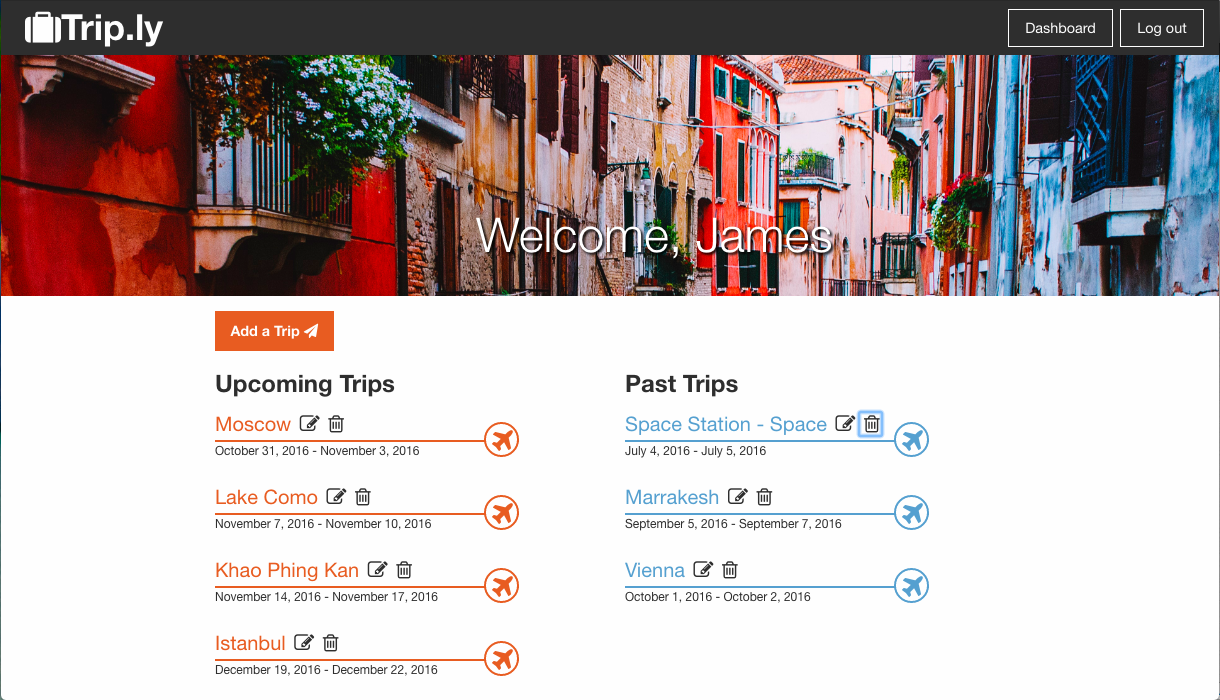 Trip.ly
Dashboard
Log out
Welcome, James
Add a Trip
Upcoming Trips
Moscow
October 31, 2016 - November 3, 2016
Lake Como
November 7, 2016 - November 10, 2016
Khao Phing Kan
November 14, 2016 - November 17, 2016
Istanbul
December 19, 2016 - December 22, 2016
Past Trips
Space Station - Space
July 4, 2016 - July 5, 2016
Marrakesh
September 5, 2016 - September 7, 2016
Vienna
October 1, 2016 - October 2, 2016